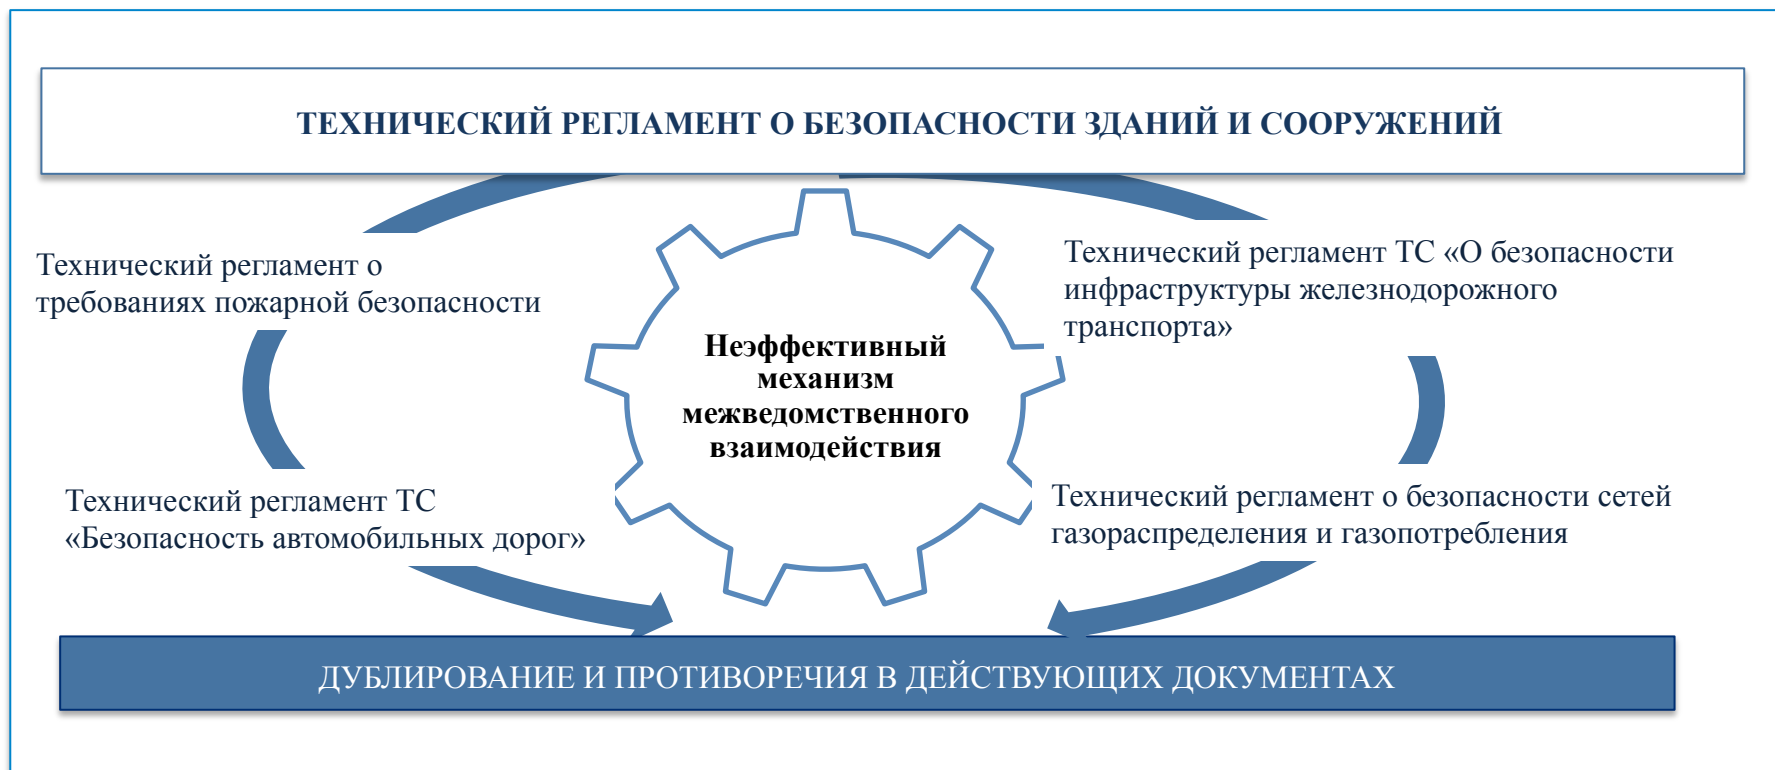 ТЕХНИЧЕСКИЙ РЕГЛАМЕНТ О БЕЗОПАСНОСТИ ЗДАНИЙ И СООРУЖЕНИЙ
Технический регламент о
требованиях пожарной безопасности
Технический регламент ТС «О безопасности
инфраструктуры железнодорожного
транспорта»
Неэффективный
механизм
межведомственного
взаимодействия
Технический регламент ТС
«Безопасность автомобильных дорог»
Технический регламент о безопасности сетей
газораспределения и газопотребления
ДУБЛИРОВАНИЕ И ПРОТИВОРЕЧИЯ В ДЕЙСТВУЮЩИХ ДОКУМЕНТАХ